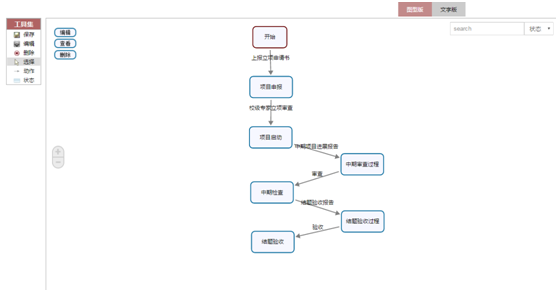 图型板 文字板
工具集
保存
编辑
删除
选择
动作
状态
编辑
查看
删除
search 状态
开始
上报立项申请书
项目申报
校级专家立项审查
项目启动
中期项目进展报告
中期审查过程
审查
中期检查
结题验收报告
结题验收过程
验收
结题验收